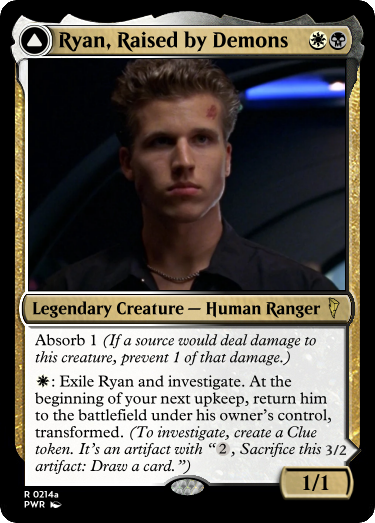 Ryan, Raised by Demons
Legendary Creature — Human Ranger
Absorb 1 (If a source would deal damage to
this creature, prevent 1 of that damage.)
: Exile Ryan and investigate. At the
beginning of your next upkeep, return him
to the battlefield under his owner's control,
transformed. (To investigate, create a Clue
token. It's an artifact with “2, Sacrifice this
artifact: Draw a card.”)
3/2
1/1
R 0214a
PWR